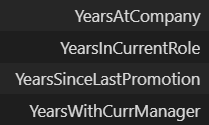 YearsAtCompany
YearsInCurrentRole
YearsSinceLastPromotion
YearsWithCurrManager